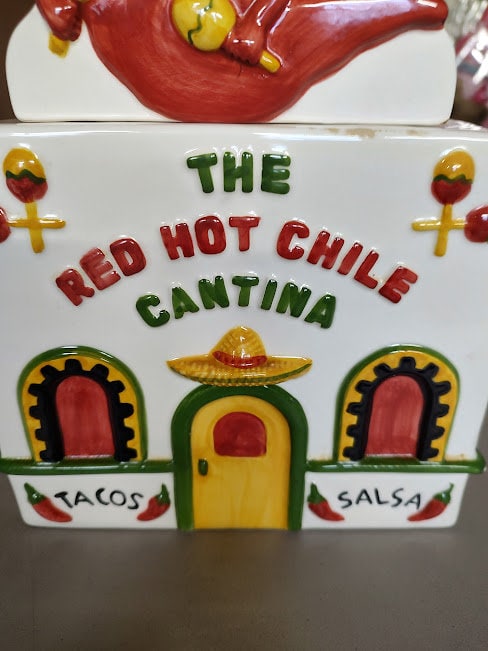 THE
RED HOT CHILE
CANTINA
TACOS
SALSA